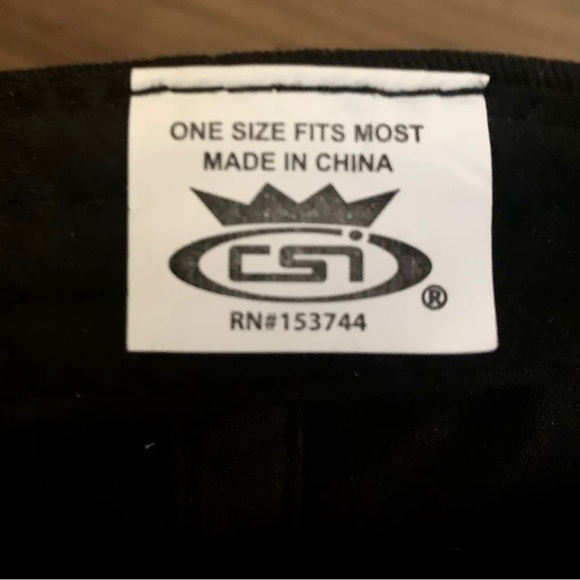 ONE SIZE FITS MOST
MADE IN CHINA
csi
®
RN#153744